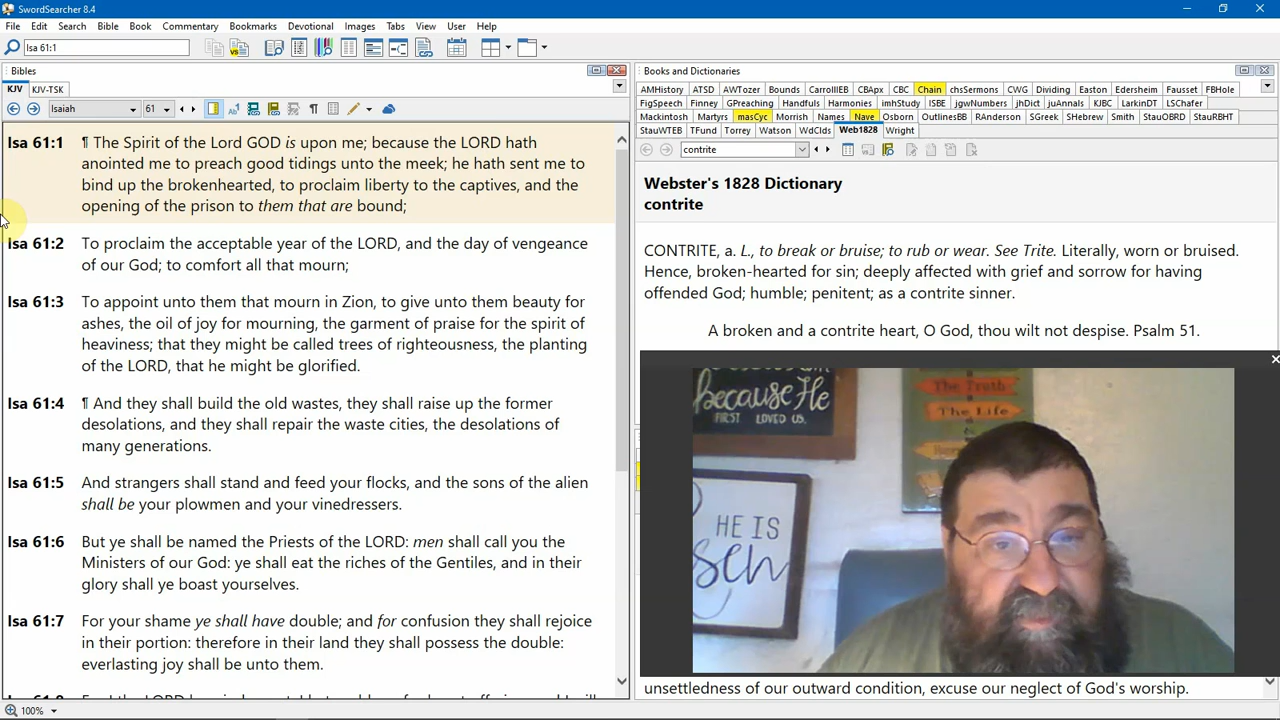 SwordSearcher 8.4
File Edit Search Bible Book Commentary Bookmarks Devotional Images Tabs View User Help
Isa 61:1
Bibles
KJV KJV-TSK
Isaiah 61
Isa 61:1 ¶ The Spirit of the Lord GOD is upon me; because the LORD hath
anointed me to preach good tidings unto the meek; he hath sent me to
bind up the brokenhearted, to proclaim liberty to the captives, and the
opening of the prison to them that are bound;
Isa 61:2 To proclaim the acceptable year of the LORD, and the day of vengeance
of our God; to comfort all that mourn;
Isa 61:3 To appoint unto them that mourn in Zion, to give unto them beauty for
ashes, the oil of joy for mourning, the garment of praise for the spirit of
heaviness; that they might be called trees of righteousness, the planting
of the LORD, that he might be glorified.
Isa 61:4 ¶ And they shall build the old wastes, they shall raise up the former
desolations, and they shall repair the waste cities, the desolations of
many generations.
Isa 61:5 And strangers shall stand and feed your flocks, and the sons of the alien
shall be your plowmen and your vinedressers.
Isa 61:6 But ye shall be named the Priests of the LORD: men shall call you the
Ministers of our God: ye shall eat the riches of the Gentiles, and in their
glory shall ye boast yourselves.
Isa 61:7 For your shame ye shall have double; and for confusion they shall rejoice
in their portion: therefore in their land they shall possess the double:
everlasting joy shall be unto them.
100%
Books and Dictionaries
AMHistory ATSD AWTozer Bounds CarrollEB CBApx CBC Chain chsSermons CWG Dividing Easton Edersheim Fausset FBHole
FigSpeech Finney GPreaching Handfuls Harmonies imhStudy ISBE jgwNumbers jhDict juAnnals KJBC LarkinDT LSChafer
Mackintosh Martyrs masCyc Morrish Names Nave Osborn OutlinesBB RAnderson SGreek SHebrew Smith StauOBRD StauRBHT
StauWTEB TFund Torrey Watson WdClds Web1828 Wright
contrite
Webster's 1828 Dictionary
contrite
CONTRITE, a. L., to break or bruise; to rub or wear. See Trite. Literally, worn or bruised.
Hence, broken-hearted for sin; deeply affected with grief and sorrow for having
offended God; humble; penitent; as a contrite sinner.
A broken and a contrite heart, O God, thou wilt not despise. Psalm 51.
because He
FIRST LOVED US.
The Truth
The Life
HE IS
unsettledness of our outward condition, excuse our neglect of God's worship.